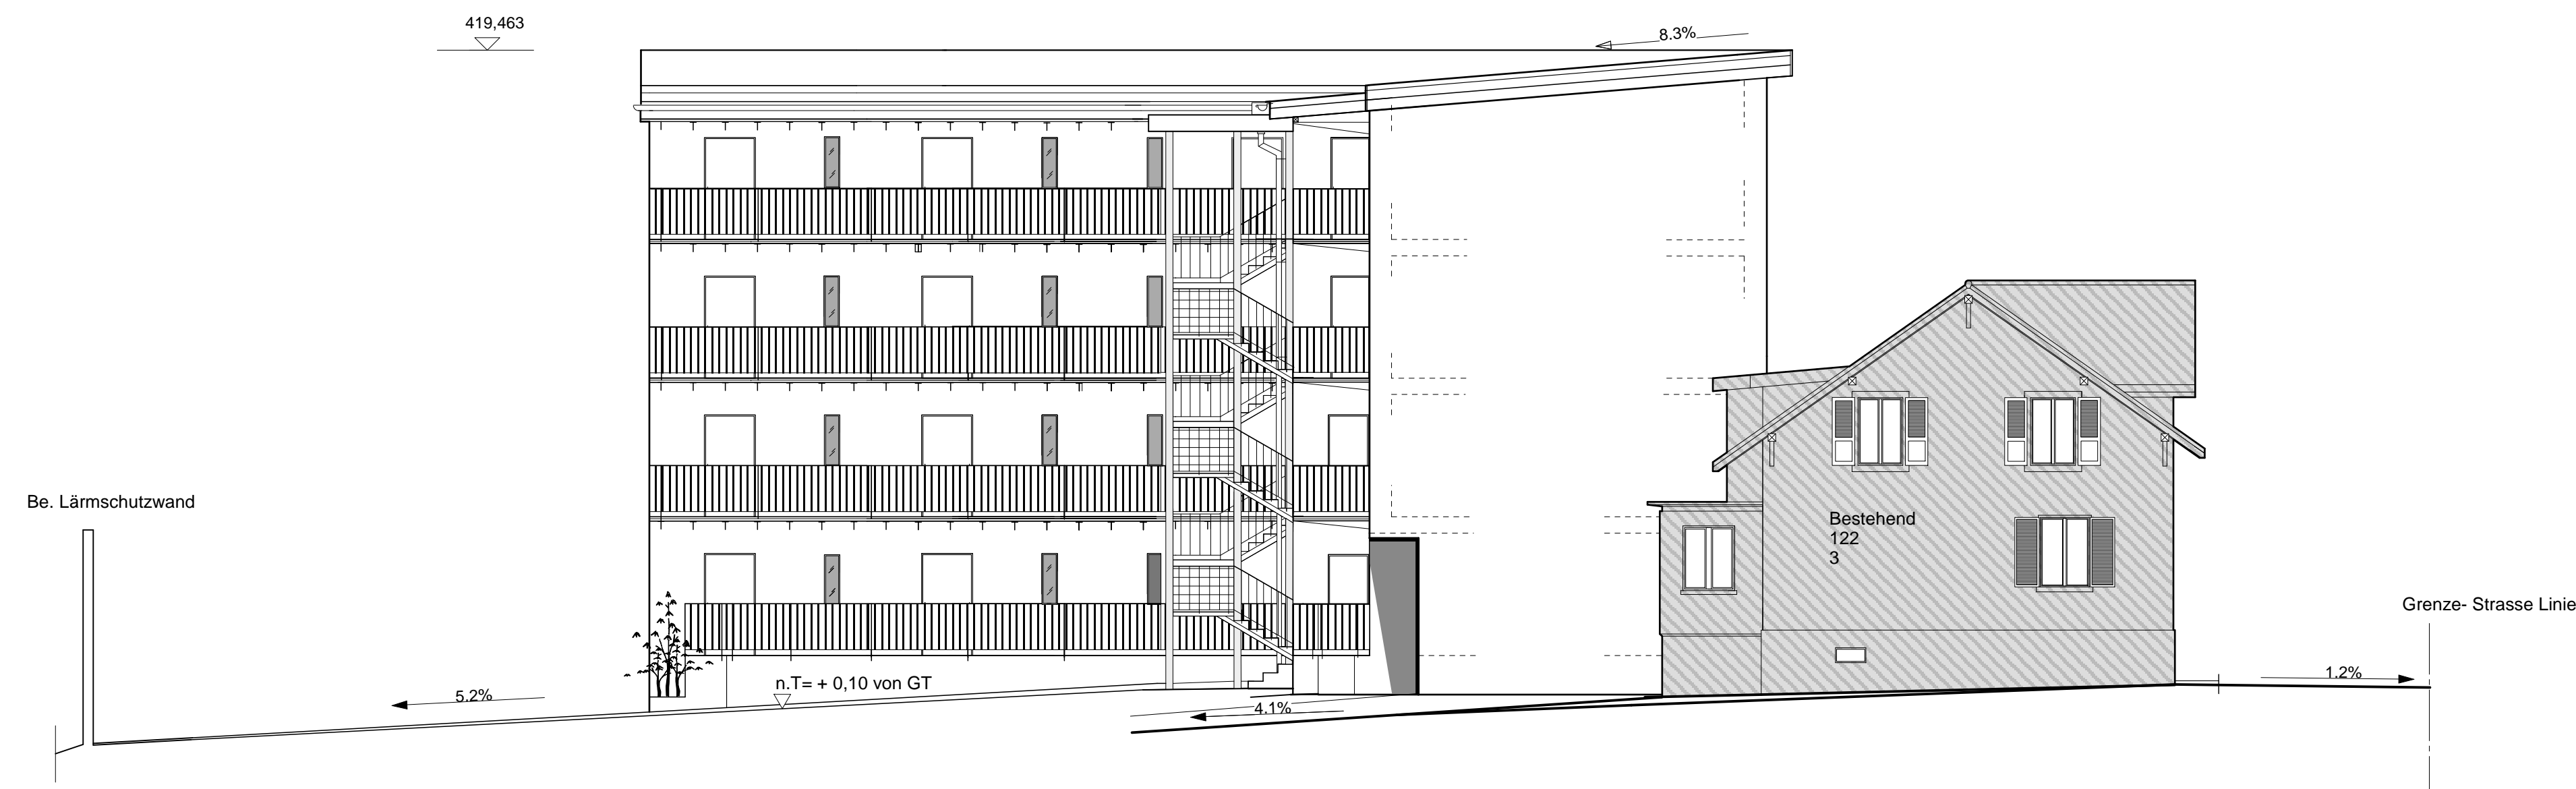 419,463
8.3%
Be. Lärmschutzwand
Bestehend
122
3
Grenze- Strasse Linie
1.2%
n.T= + 0,10 von GT
5.2%
4.1%